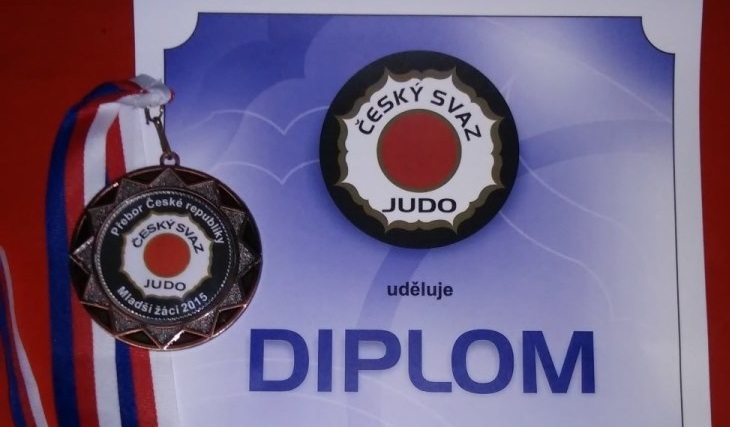 Přebor České republiky
ČESKÝ SVAZ
JUDO
Mladší žáci 2015
ČESKÝ SVAZ
JUDO
uděluje
DIPLOM